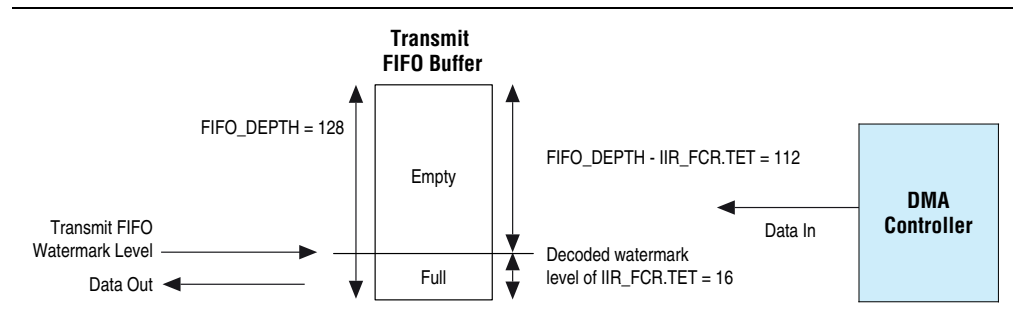 Transmit
FIFO Buffer
FIFO_DEPTH = 128
FIFO_DEPTH - IIR_FCR.TET = 112
Empty
DMA
Controller
Data In
Transmit FIFO
Watermark Level
Decoded watermark
level of IIR_FCR.TET = 16
Full
Data Out